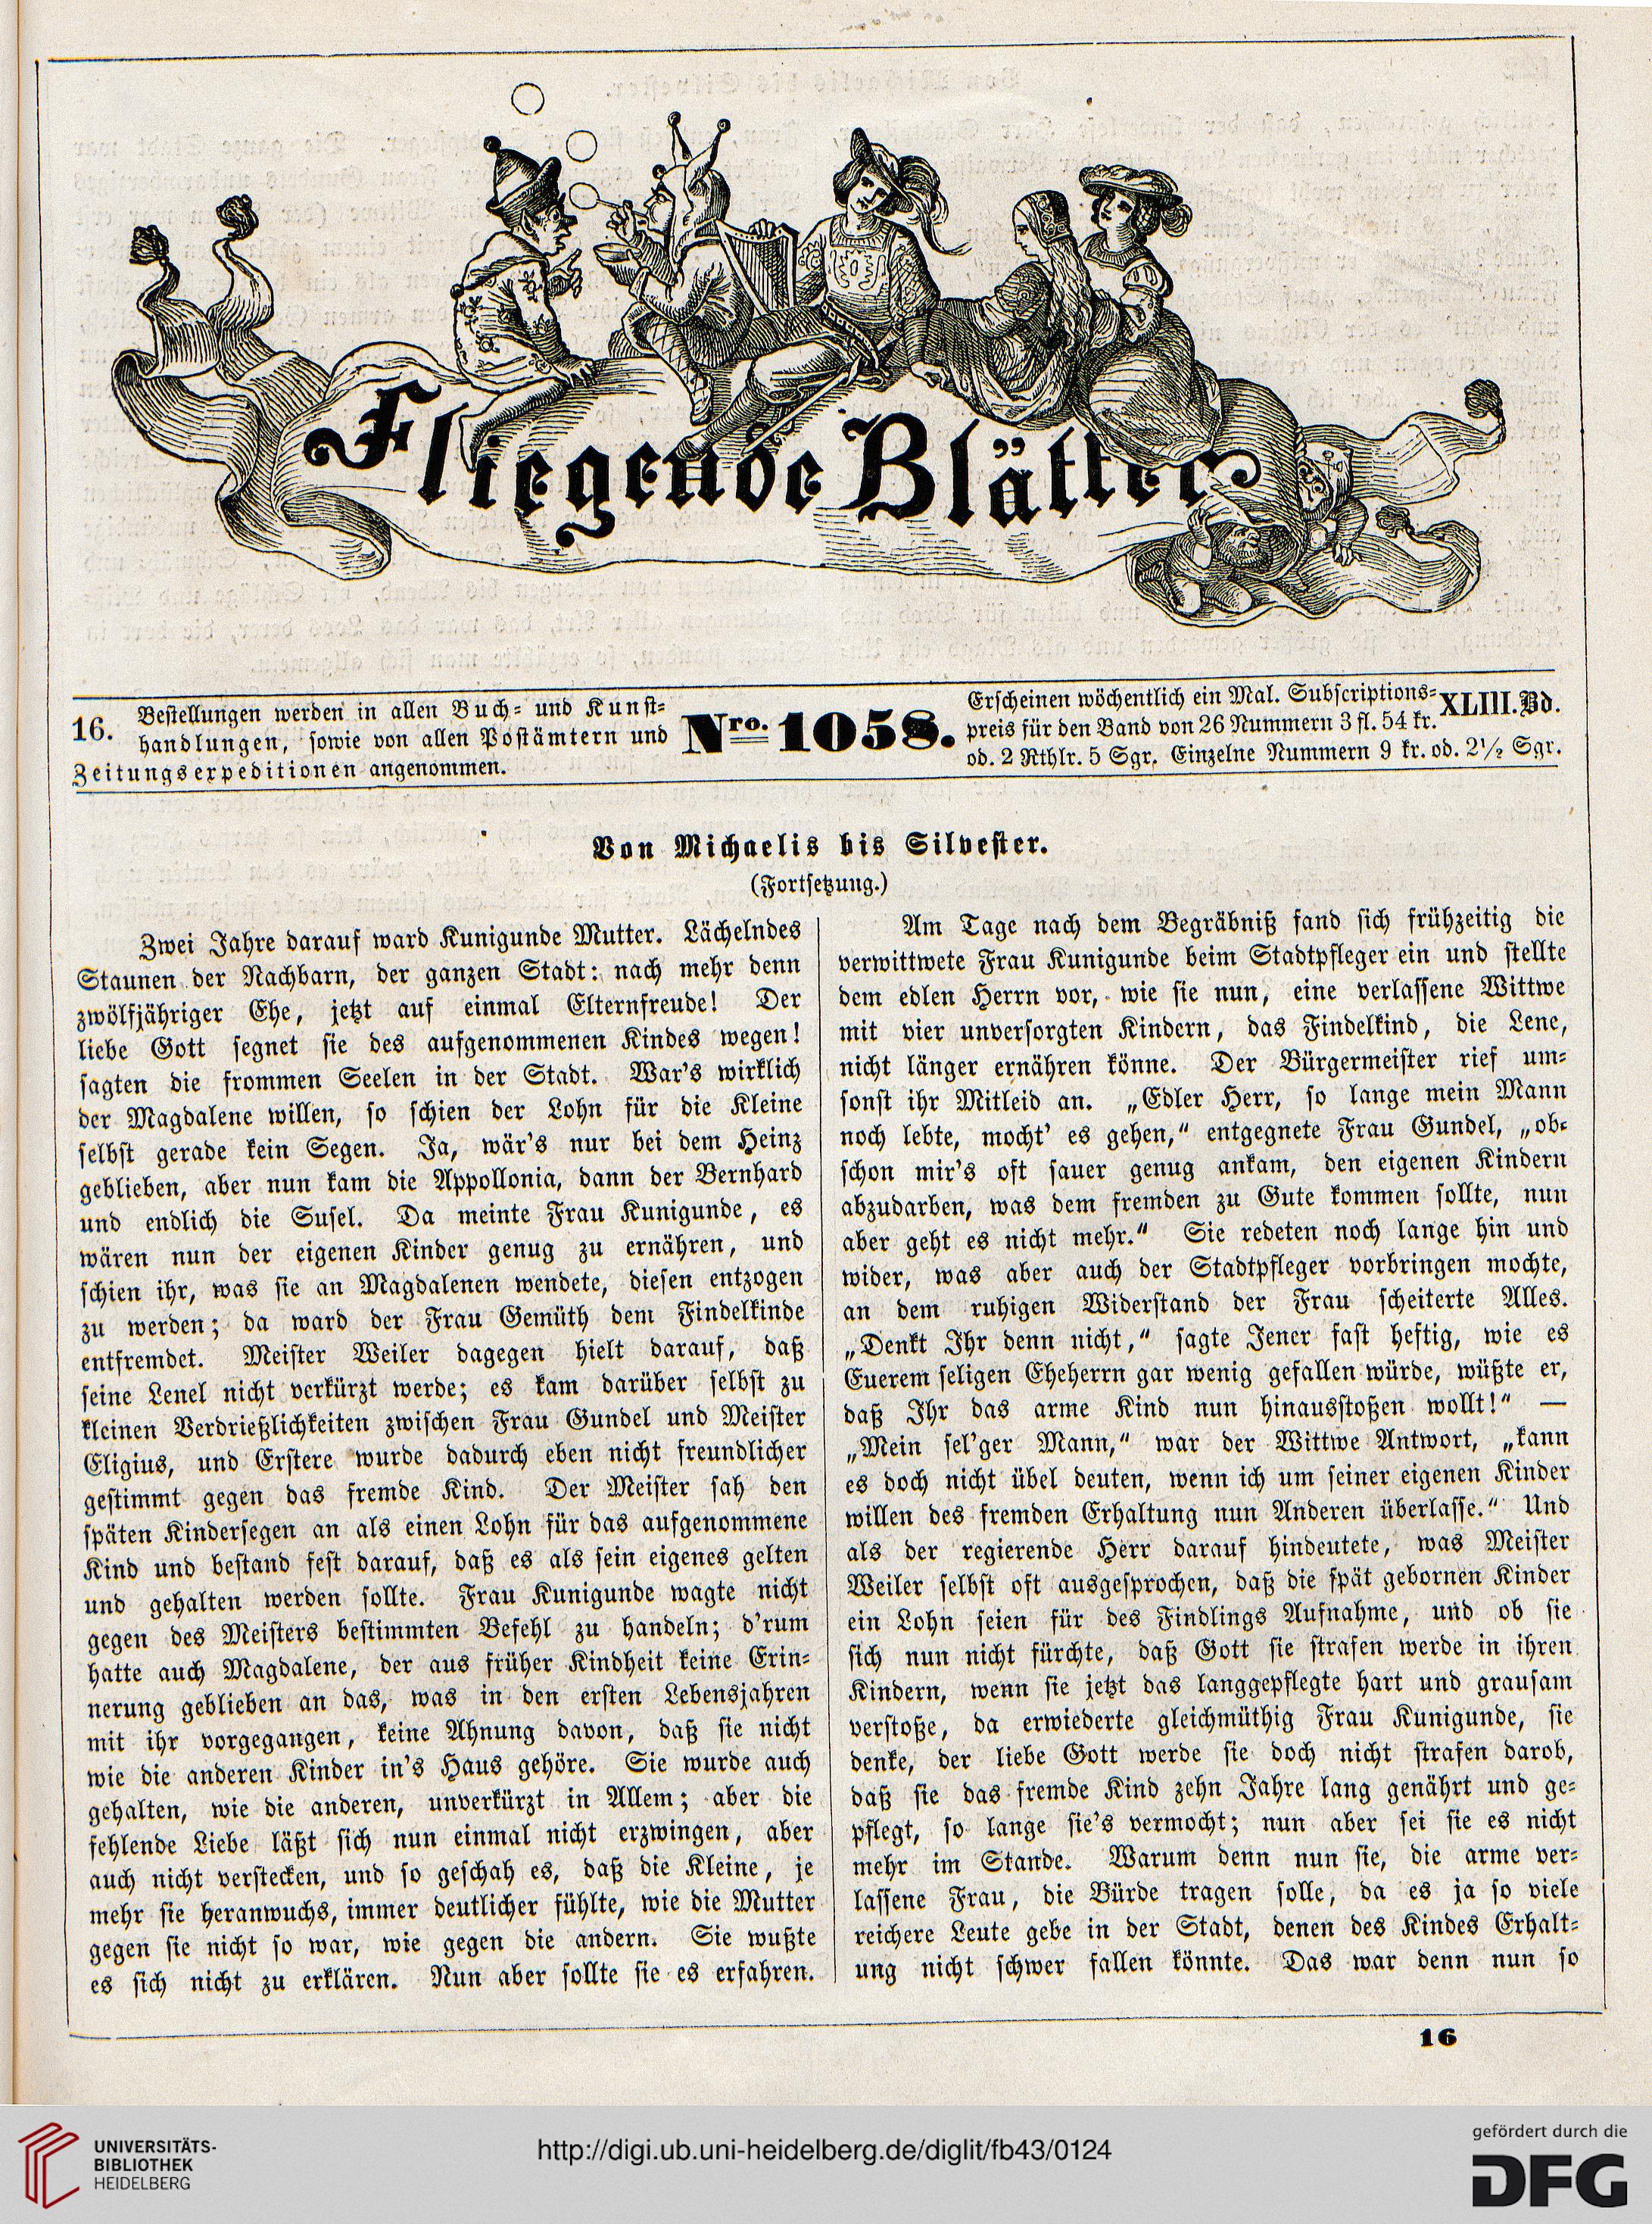 Fliegende Blätter
16.
Bestellungen werden in allen Buch- und Kunst-
handlungen, sowie von allen Postämtern und
Zeitungsexpeditionen angenommen.
Nro. 1058.
Erscheinen wöchentlich ein Mal. Subscriptions-
preis für den Band von 26 Nummern 3 fl. 54 kr.
od. 2 Rthlr. 5 Sgr. Einzelne Nummern 9 kr. od. 2½ Sgr.
XLIII. Bd.
Von Michaelis bis Silvester.
(Fortsetzung.)
Zwei Jahre darauf ward Kunigunde Mutter. Lächelndes
Staunen der Nachbarn, der ganzen Stadt: nach mehr denn
zwölfjähriger Ehe, jetzt auf einmal Elternfreude! Der
liebe Gott segnet sie des aufgenommenen Kindes wegen!
sagten die frommen Seelen in der Stadt. War's wirklich
der Magdalene willen, so schien der Lohn für die Kleine
selbst gerade kein Segen. Ja, wär's nur bei dem Heinz
geblieben, aber nun kam die Appollonia, dann der Bernhard
und endlich die Susel. Da meinte Frau Kunigunde, es
wären nun der eigenen Kinder genug zu ernähren, und
schien ihr, was sie an Magdalenen wendete, diesen entzogen
zu werden; da ward der Frau Gemüth dem Findelkinde
entfremdet. Meister Weiler dagegen hielt darauf, daß
seine Lenel nicht verkürzt werde; es kam darüber selbst zu
kleinen Verdrießlichkeiten zwischen Frau Gundel und Meister
Eligius, und Erstere wurde dadurch eben nicht freundlicher
gestimmt gegen das fremde Kind. Der Meister sah den
späten Kindersegen an als einen Lohn für das aufgenommene
Kind und bestand fest darauf, daß es als sein eigenes gelten
und gehalten werden sollte. Frau Kunigunde wagte nicht
gegen des Meisters bestimmten Befehl zu handeln; d'rum
hatte auch Magdalene, der aus früher Kindheit keine Erin-
nerung geblieben an das, was in den ersten Lebensjahren
mit ihr vorgegangen, keine Ahnung davon, daß sie nicht
wie die anderen Kinder in's Haus gehöre. Sie wurde auch
gehalten, wie die anderen, unverkürzt in Allem; aber die
fehlende Liebe läßt sich nun einmal nicht erzwingen, aber
auch nicht verstecken, und so geschah es, daß die Kleine, je
mehr sie heranwuchs, immer deutlicher fühlte, wie die Mutter
gegen sie nicht so war, wie gegen die andern. Sie wußte
es sich nicht zu erklären. Nun aber sollte sie es erfahren.
Am Tage nach dem Begräbniß fand sich frühzeitig die
verwittwete Frau Kunigunde beim Stadtpfleger ein und stellte
dem edlen Herrn vor, wie sie nun, eine verlassene Wittwe
mit vier unversorgten Kindern, das Findelkind, die Lene,
nicht länger ernähren könne. Der Bürgermeister rief um-
sonst ihr Mitleid an. „Edler Herr, so lange mein Mann
noch lebte, mocht' es gehen,“ entgegnete Frau Gundel, „ob-
schon mir's oft sauer genug ankam, den eigenen Kindern
abzudarben, was dem fremden zu Gute kommen sollte, nun
aber geht es nicht mehr.“ Sie redeten noch lange hin und
wider, was aber auch der Stadtpfleger vorbringen mochte,
an dem ruhigen Widerstand der Frau scheiterte Alles.
„Denkt Ihr denn nicht,“ sagte Jener fast heftig, wie es
Euerem seligen Eheherrn gar wenig gefallen würde, wüßte er,
daß Ihr das arme Kind nun hinausstoßen wollt!“ —
„Mein sel'ger Mann,“ war der Wittwe Antwort, „kann
es doch nicht übel deuten, wenn ich um seiner eigenen Kinder
willen des fremden Erhaltung nun Anderen überlasse.“ Und
als der regierende Herr darauf hindeutete, was Meister
Weiler selbst oft ausgesprochen, daß die spät gebornen Kinder
ein Lohn seien für des Findlings Aufnahme, und ob sie
sich nun nicht fürchte, daß Gott sie strafen werde in ihren
Kindern, wenn sie jetzt das langgepflegte hart und grausam
verstoße, da erwiederte gleichmüthig Frau Kunigunde, sie
denke, der liebe Gott werde sie doch nicht strafen darob,
daß sie das fremde Kind zehn Jahre lang genährt und ge-
pflegt, so lange sie's vermocht; nun aber sei sie es nicht
mehr im Stande. Warum denn nun sie, die arme ver-
lassene Frau, die Bürde tragen solle, da es ja so viele
reichere Leute gebe in der Stadt, denen des Kindes Erhalt-
ung nicht schwer fallen könnte. Das war denn nun so
16
UNIVERSITÄTS-
BIBLIOTHEK
HEIDELBERG
http://digi.ub.uni-heidelberg.de/diglit/fb43/0124
gefördert durch die
DFG